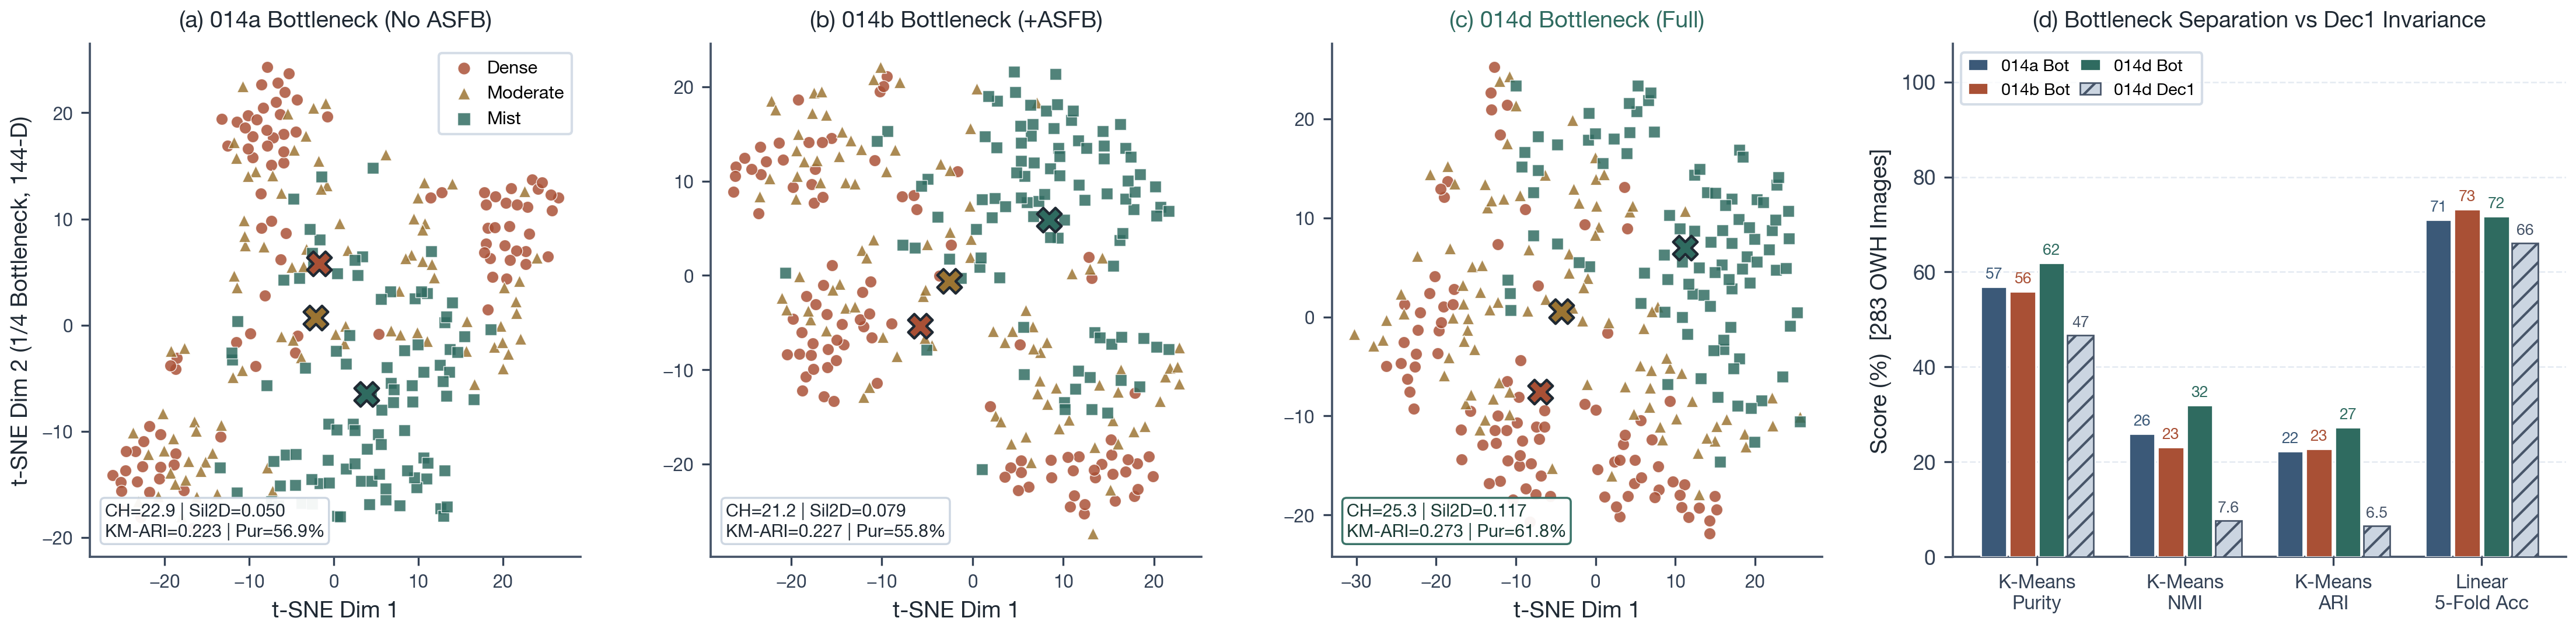 (a) 014a Bottleneck (No ASFB)
t-SNE Dim 2 (1/4 Bottleneck, 144-D)
20
10
0
−10
−20
Dense
Moderate
Mist
CH=22.9 | Sil2D=0.050
KM-ARI=0.223 | Pur=56.9%
−20 −10 0 10 20
t-SNE Dim 1
(b) 014b Bottleneck (+ASFB)
20
10
0
−10
−20
CH=21.2 | Sil2D=0.079
KM-ARI=0.227 | Pur=55.8%
−20 −10 0 10 20
t-SNE Dim 1
(c) 014d Bottleneck (Full)
20
10
0
−10
−20
CH=25.3 | Sil2D=0.117
KM-ARI=0.273 | Pur=61.8%
−30 −20 −10 0 10 20
t-SNE Dim 1
(d) Bottleneck Separation vs Dec1 Invariance
Score (%) [283 OWH Images]
100
80
60
40
20
0
014a Bot 014d Bot
014b Bot 014d Dec1
57 56 62 47
26 23 32 7.6
22 23 27 6.5
71 73 72 66
K-Means
Purity
K-Means
NMI
K-Means
ARI
Linear
5-Fold Acc